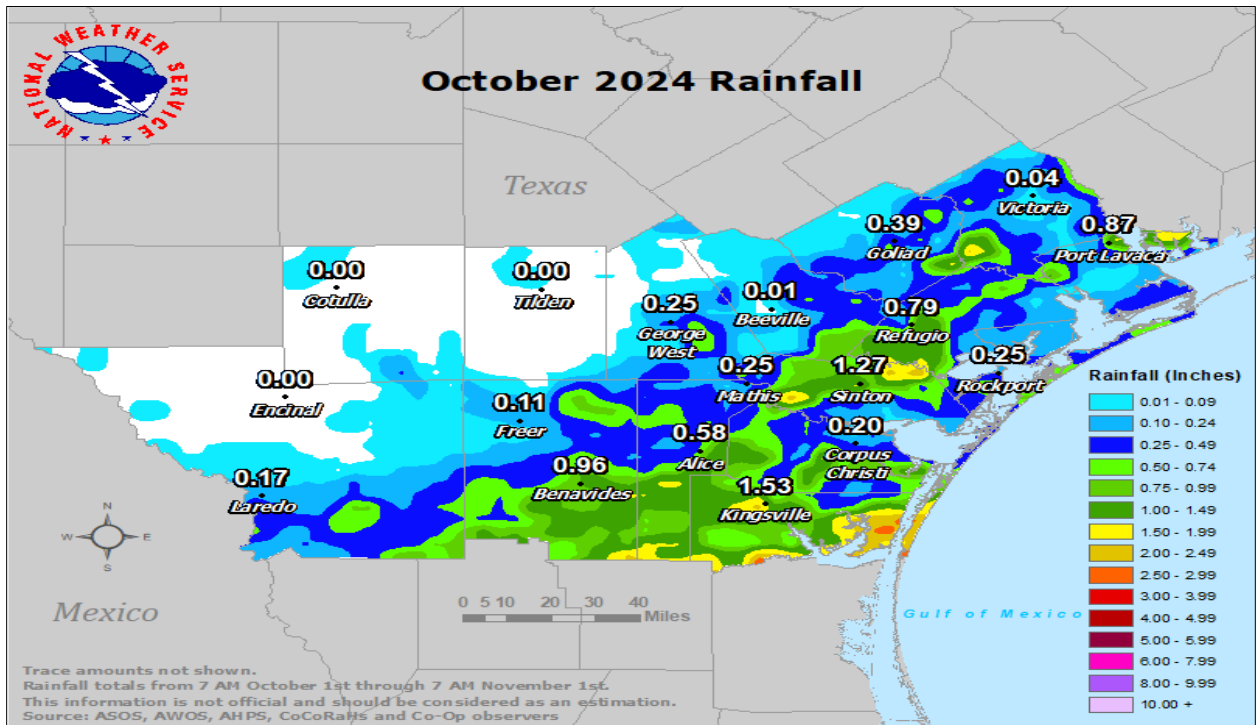 NATIONAL WEATHER SERVICE
October 2024 Rainfall
Texas
0.04
Victoria
0.39
Goliad
0.87
Port Lavaca
0.00
Cotulla
0.00
Tilden
0.25
George
West
0.01
Beeville
0.79
Refugio
0.25
Mathis
1.27
Sinton
0.25
Rockport
0.00
Encinal
0.11
Freer
0.58
Alice
0.20
Corpus
Christi
0.17
Laredo
0.96
Benavides
1.53
Kingsville
N
W E
S
0 5 10 20 30 40
Miles
Mexico
Gulf of Mexico
Rainfall (Inches)
0.01 - 0.09
0.10 - 0.24
0.25 - 0.49
0.50 - 0.74
0.75 - 0.99
1.00 - 1.49
1.50 - 1.99
2.00 - 2.49
2.50 - 2.99
3.00 - 3.99
4.00 - 4.99
5.00 - 5.99
6.00 - 7.99
8.00 - 9.99
10.00 +
Trace amounts not shown.
Rainfall totals from 7 AM October 1st through 7 AM November 1st.
This information is not official and should be considered as an estimation.
Source: ASOS, AWOS, AHPS, CoCoRaHs and Co-Op observers